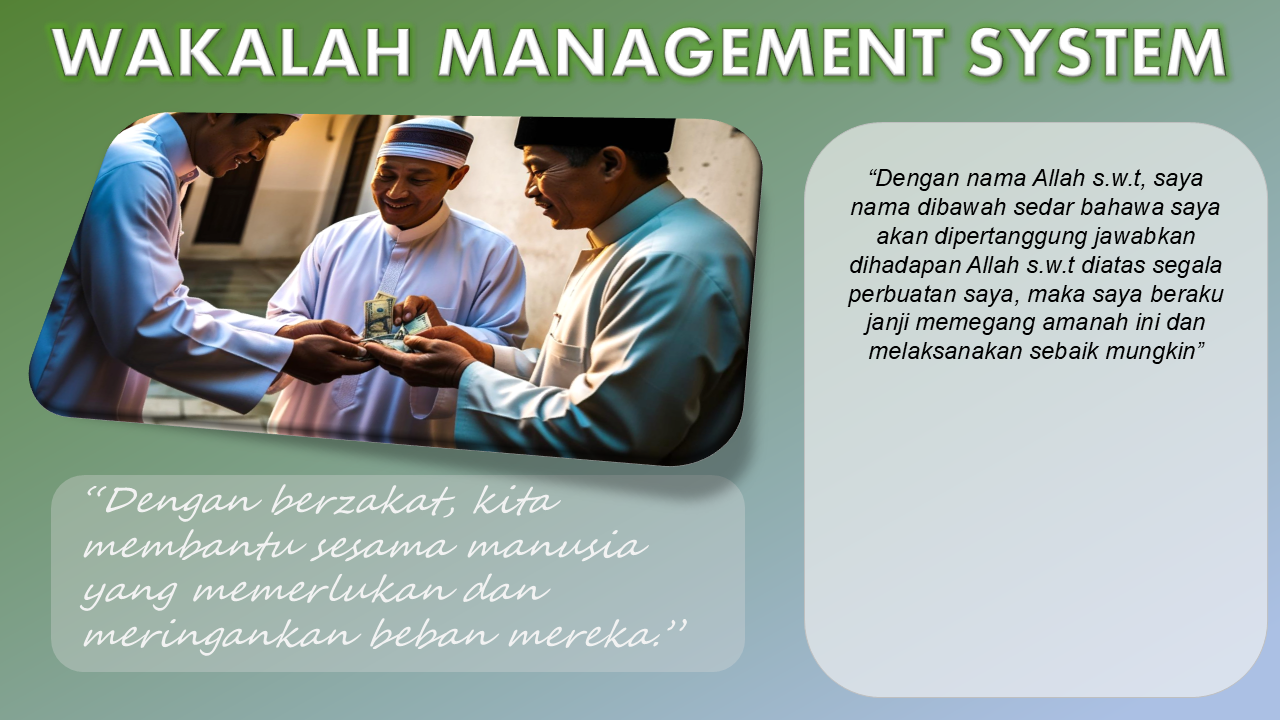 WAKALAH MANAGEMENT SYSTEM
“Dengan berzakat, kita
membantu sesama manusia
yang memerlukan dan
meringankan beban mereka.”
“Dengan nama Allah s.w.t, saya
nama dibawah sedar bahawa saya
akan dipertanggung jawabkan
dihadapan Allah s.w.t diatas segala
perbuatan saya, maka saya beraku
janji memegang amanah ini dan
melaksanakan sebaik mungkin”